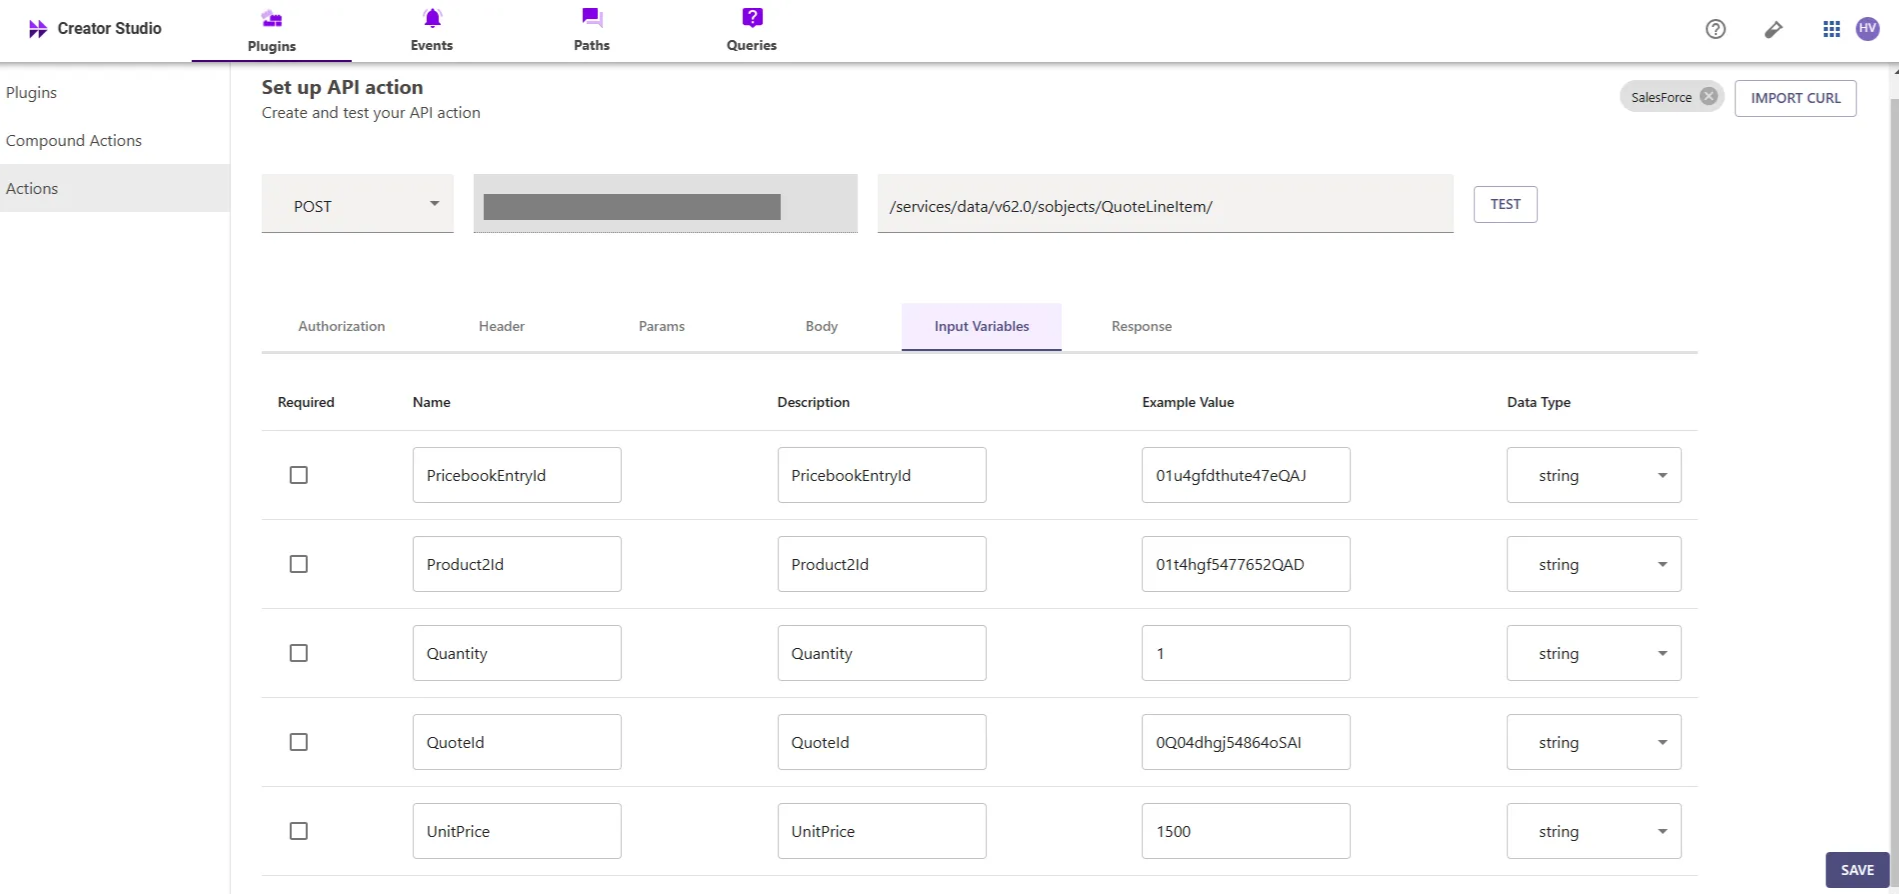 Creator Studio
Plugins
Events
Paths
Queries
HV
Plugins
Compound Actions
Actions
Set up API action
Create and test your API action
SalesForce
IMPORT CURL
POST
/services/data/v62.0/sobjects/QuoteLineItem/
TEST
Authorization
Header
Params
Body
Input Variables
Response
Required Name Description Example Value Data Type
PricebookEntryId PricebookEntryId 01u4gfdthute47eQAJ string
Product2Id Product2Id 01t4hgf5477652QAD string
Quantity Quantity 1 string
QuoteId QuoteId 0Q04dhgj54864oSAI string
UnitPrice UnitPrice 1500 string
SAVE